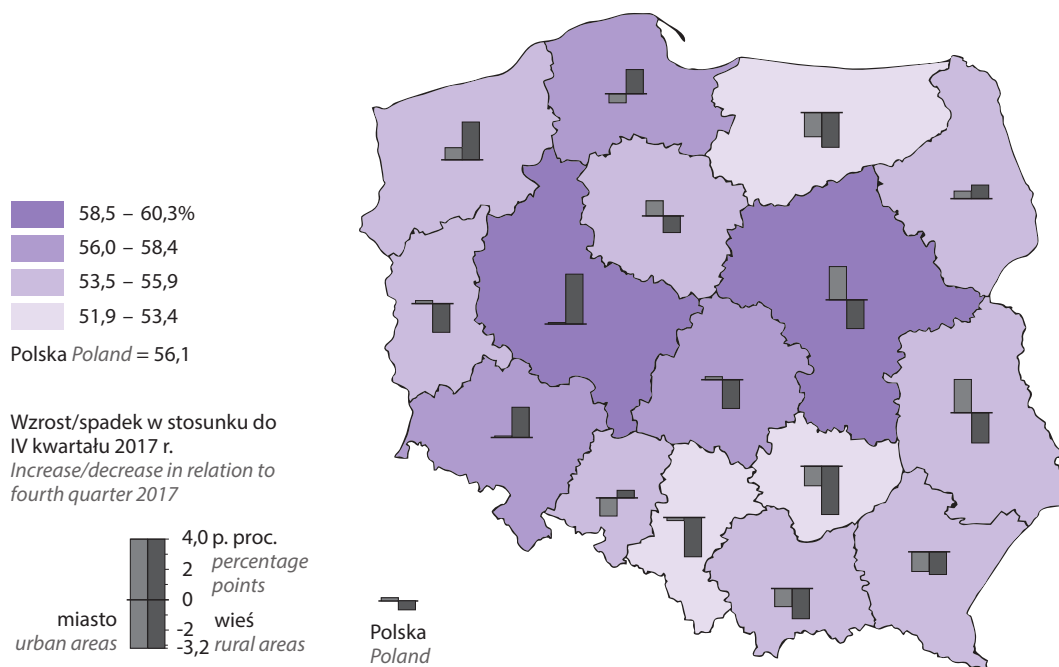 58,5 – 60,3%
56,0 – 58,4
53,5 – 55,9
51,9 – 53,4
Polska Poland = 56,1
Wzrost/spadek w stosunku do
IV kwartału 2017 r.
Increase/decrease in relation to
fourth quarter 2017
4,0 p. proc.
percentage
2 points
0
miasto wieś
-2
urban areas -3,2 rural areas
Polska
Poland